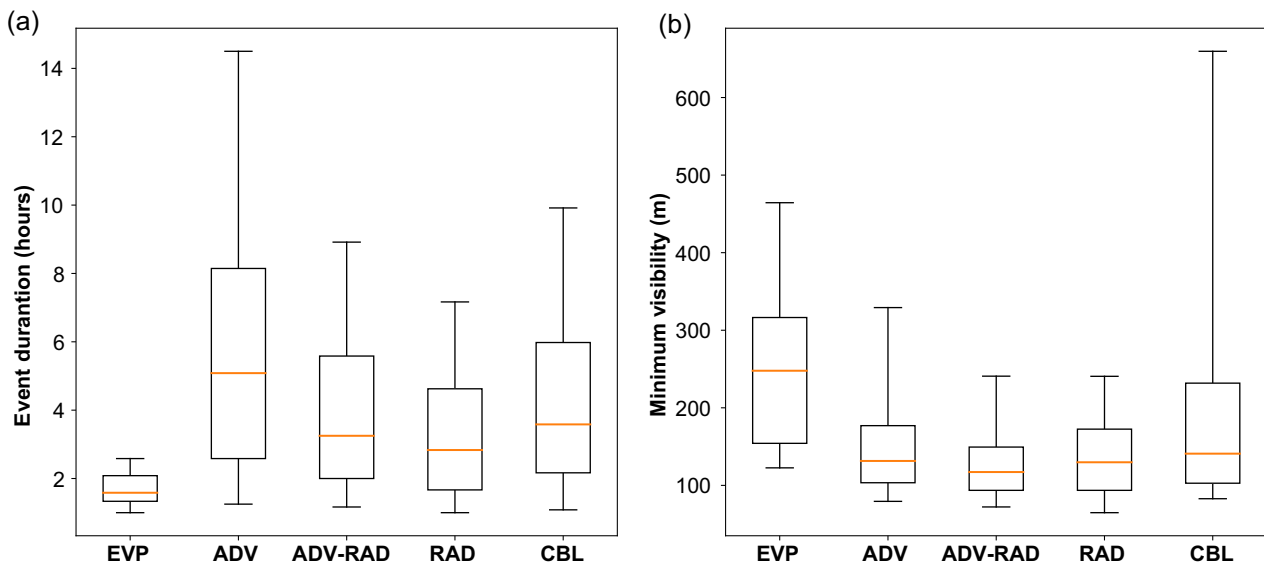 (a)
Event durantion (hours)
14
12
10
8
6
4
2
EVP ADV ADV-RAD RAD CBL
(b)
Minimum visibility (m)
600
500
400
300
200
100
EVP ADV ADV-RAD RAD CBL